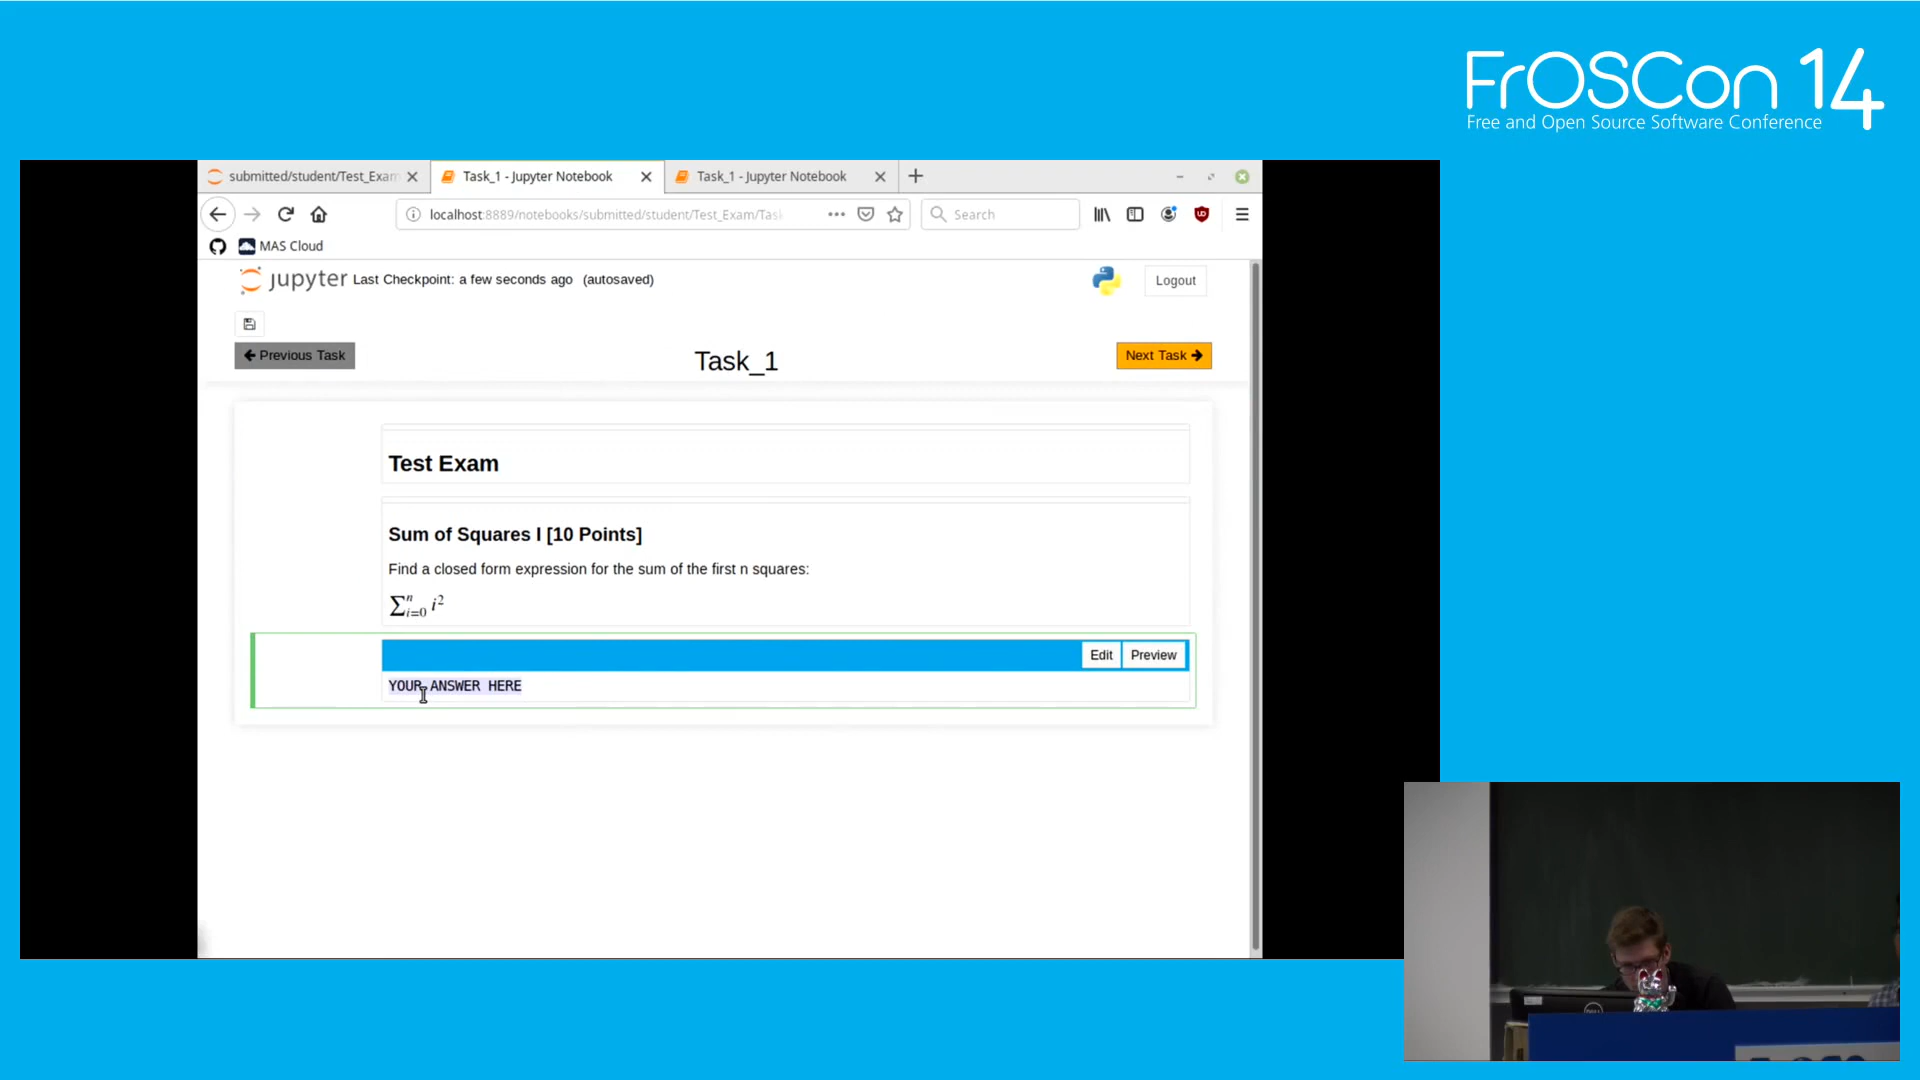 FrOSCon 14
Free and Open Source Software Conference
submitted/student/Test_Exam
Task_1 - Jupyter Notebook
Task_1 - Jupyter Notebook
localhost:8889/notebooks/submitted/student/Test_Exam/Tas
Search
MAS Cloud
jupyter Last Checkpoint: a few seconds ago (autosaved)
Logout
Previous Task
Task_1
Next Task
Test Exam
Sum of Squares I [10 Points]
Find a closed form expression for the sum of the first n squares:
∑ⁿᵢ₌₀ i²
Edit Preview
YOUR ANSWER HERE
DELL